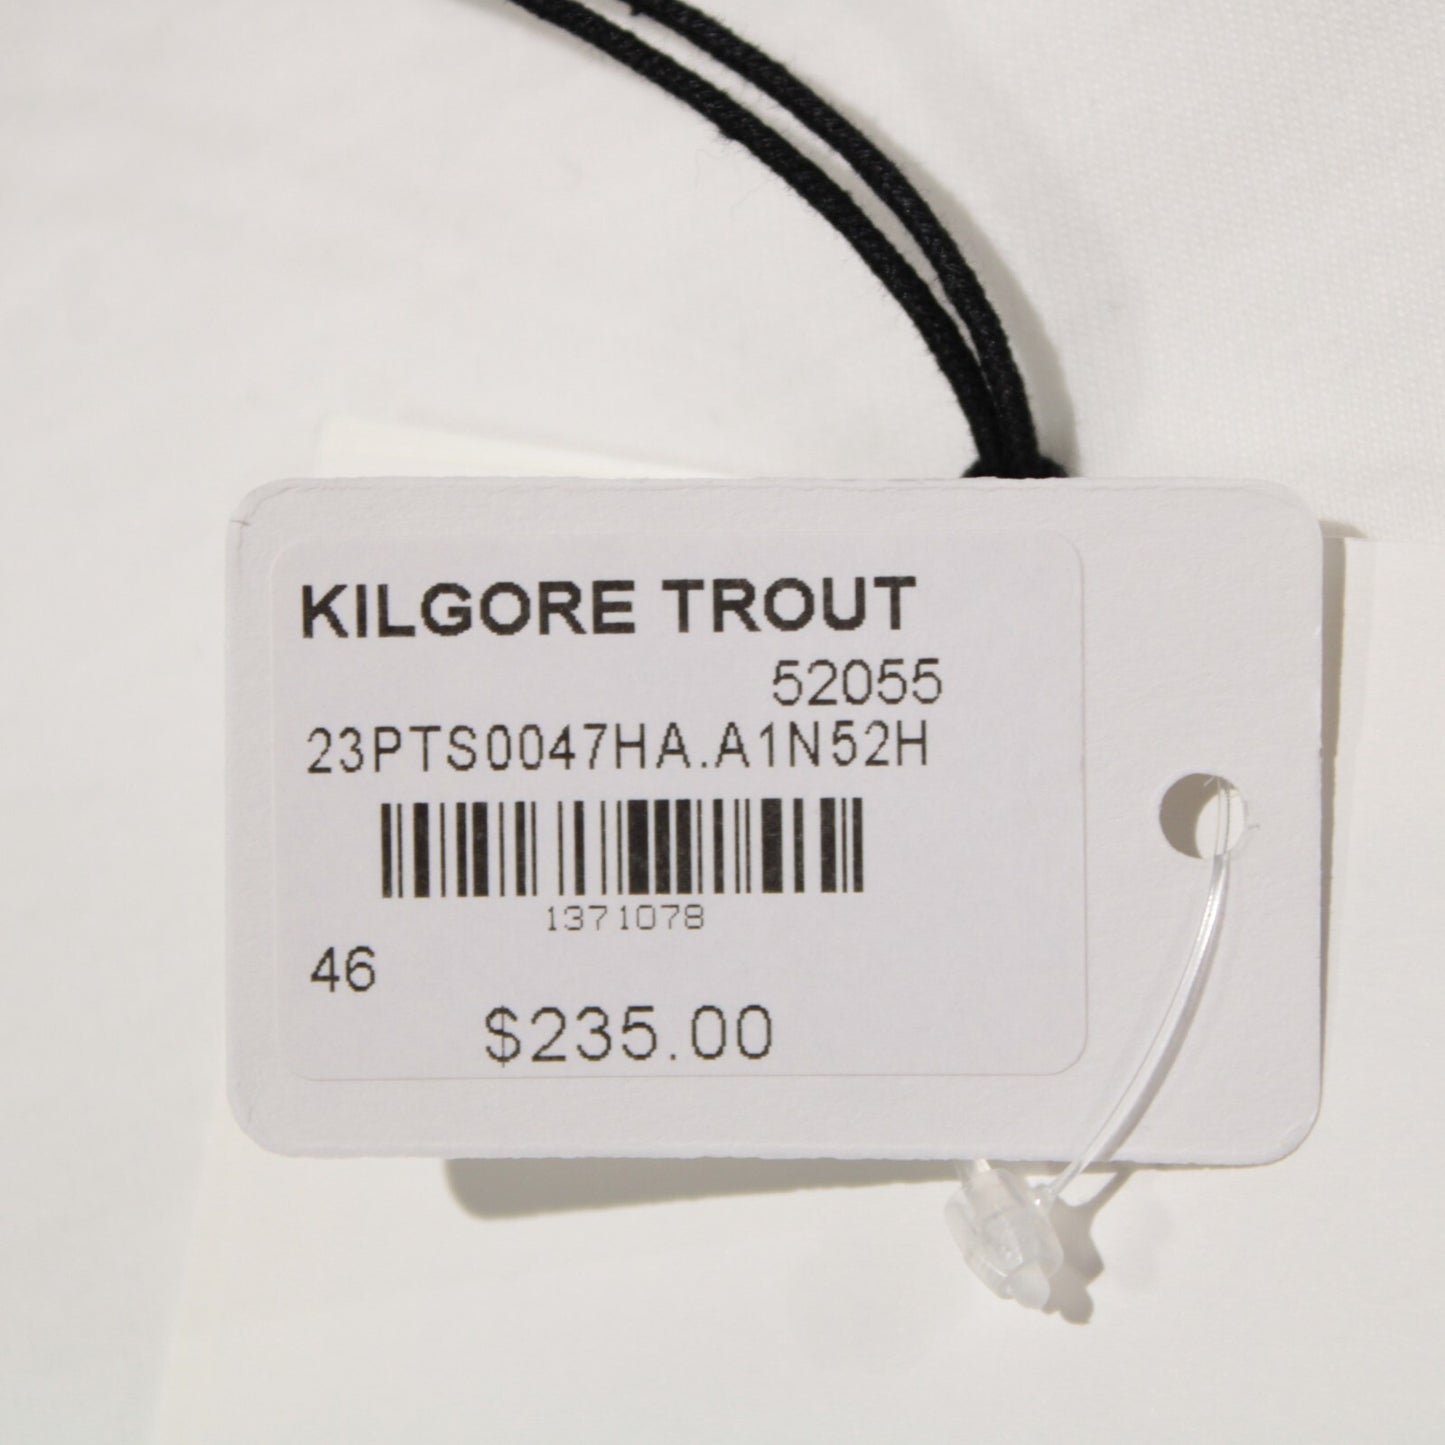 KILGORE TROUT
52055
23PTS0047HA.A1N52H
1371078
46
$235.00